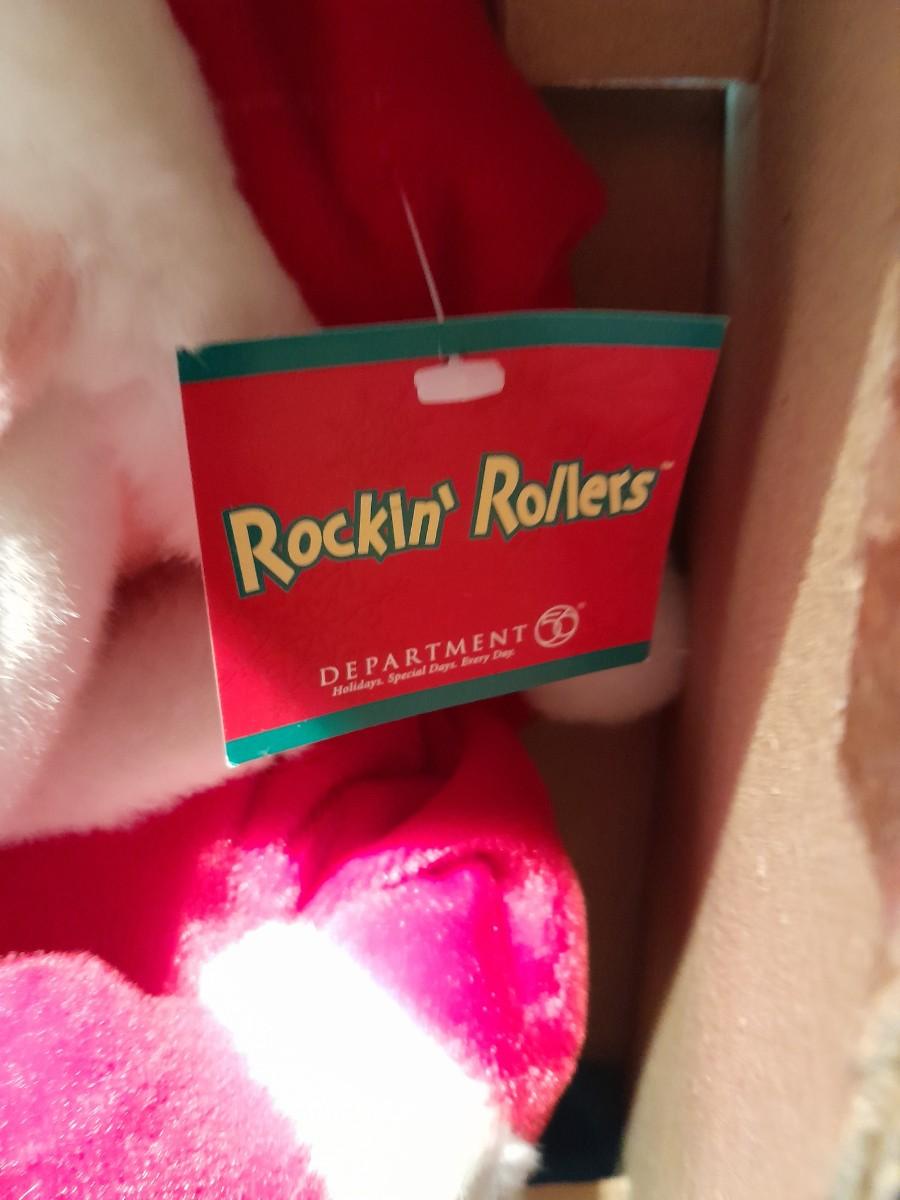 Rockin' Rollers™
DEPARTMENT 56®
Holidays. Special Days. Every Day.